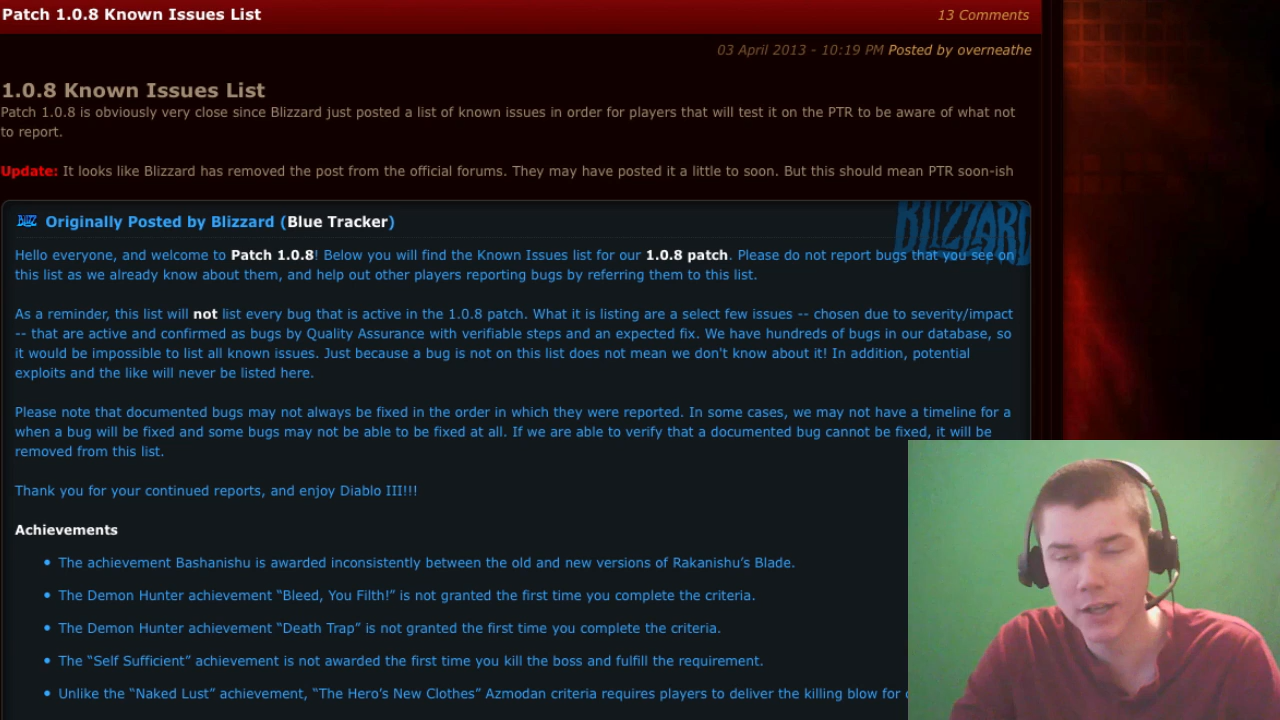 Patch 1.0.8 Known Issues List
13 Comments
03 April 2013 - 10:19 PM Posted by overneathe
1.0.8 Known Issues List
Patch 1.0.8 is obviously very close since Blizzard just posted a list of known issues in order for players that will test it on the PTR to be aware of what not
to report.
Update: It looks like Blizzard has removed the post from the official forums. They may have posted it a little to soon. But this should mean PTR soon-ish
BLIZZ Originally Posted by Blizzard (Blue Tracker)
BLIZZARD
Hello everyone, and welcome to Patch 1.0.8! Below you will find the Known Issues list for our 1.0.8 patch. Please do not report bugs that you see on
this list as we already know about them, and help out other players reporting bugs by referring them to this list.
As a reminder, this list will not list every bug that is active in the 1.0.8 patch. What it is listing are a select few issues -- chosen due to severity/impact
-- that are active and confirmed as bugs by Quality Assurance with verifiable steps and an expected fix. We have hundreds of bugs in our database, so
it would be impossible to list all known issues. Just because a bug is not on this list does not mean we don't know about it! In addition, potential
exploits and the like will never be listed here.
Please note that documented bugs may not always be fixed in the order in which they were reported. In some cases, we may not have a timeline for a
when a bug will be fixed and some bugs may not be able to be fixed at all. If we are able to verify that a documented bug cannot be fixed, it will be
removed from this list.
Thank you for your continued reports, and enjoy Diablo III!!!
Achievements
• The achievement Bashanishu is awarded inconsistently between the old and new versions of Rakanishu’s Blade.
• The Demon Hunter achievement “Bleed, You Filth!” is not granted the first time you complete the criteria.
• The Demon Hunter achievement “Death Trap” is not granted the first time you complete the criteria.
• The “Self Sufficient” achievement is not awarded the first time you kill the boss and fulfill the requirement.
• Unlike the “Naked Lust” achievement, “The Hero’s New Clothes” Azmodan criteria requires players to deliver the killing blow for